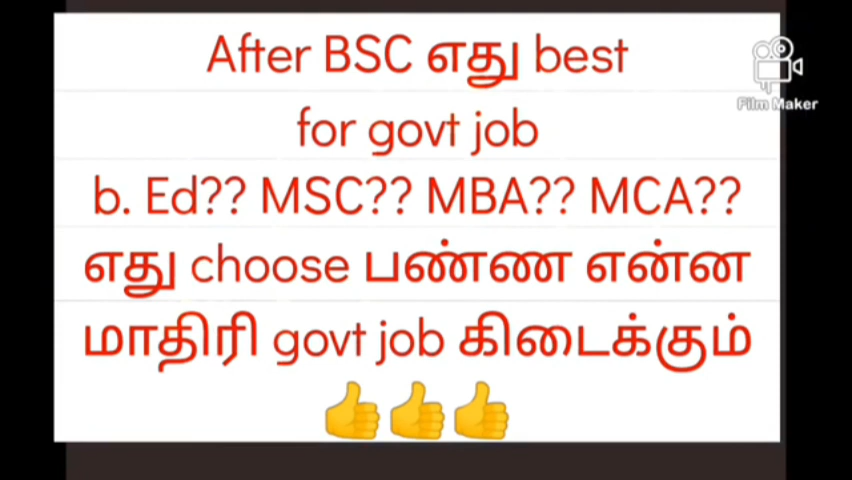 After BSC எது best
for govt job
b. Ed?? MSC?? MBA?? MCA??
எது choose பண்ண என்ன
மாதிரி govt job கிடைக்கும்
👍👍👍
Film Maker